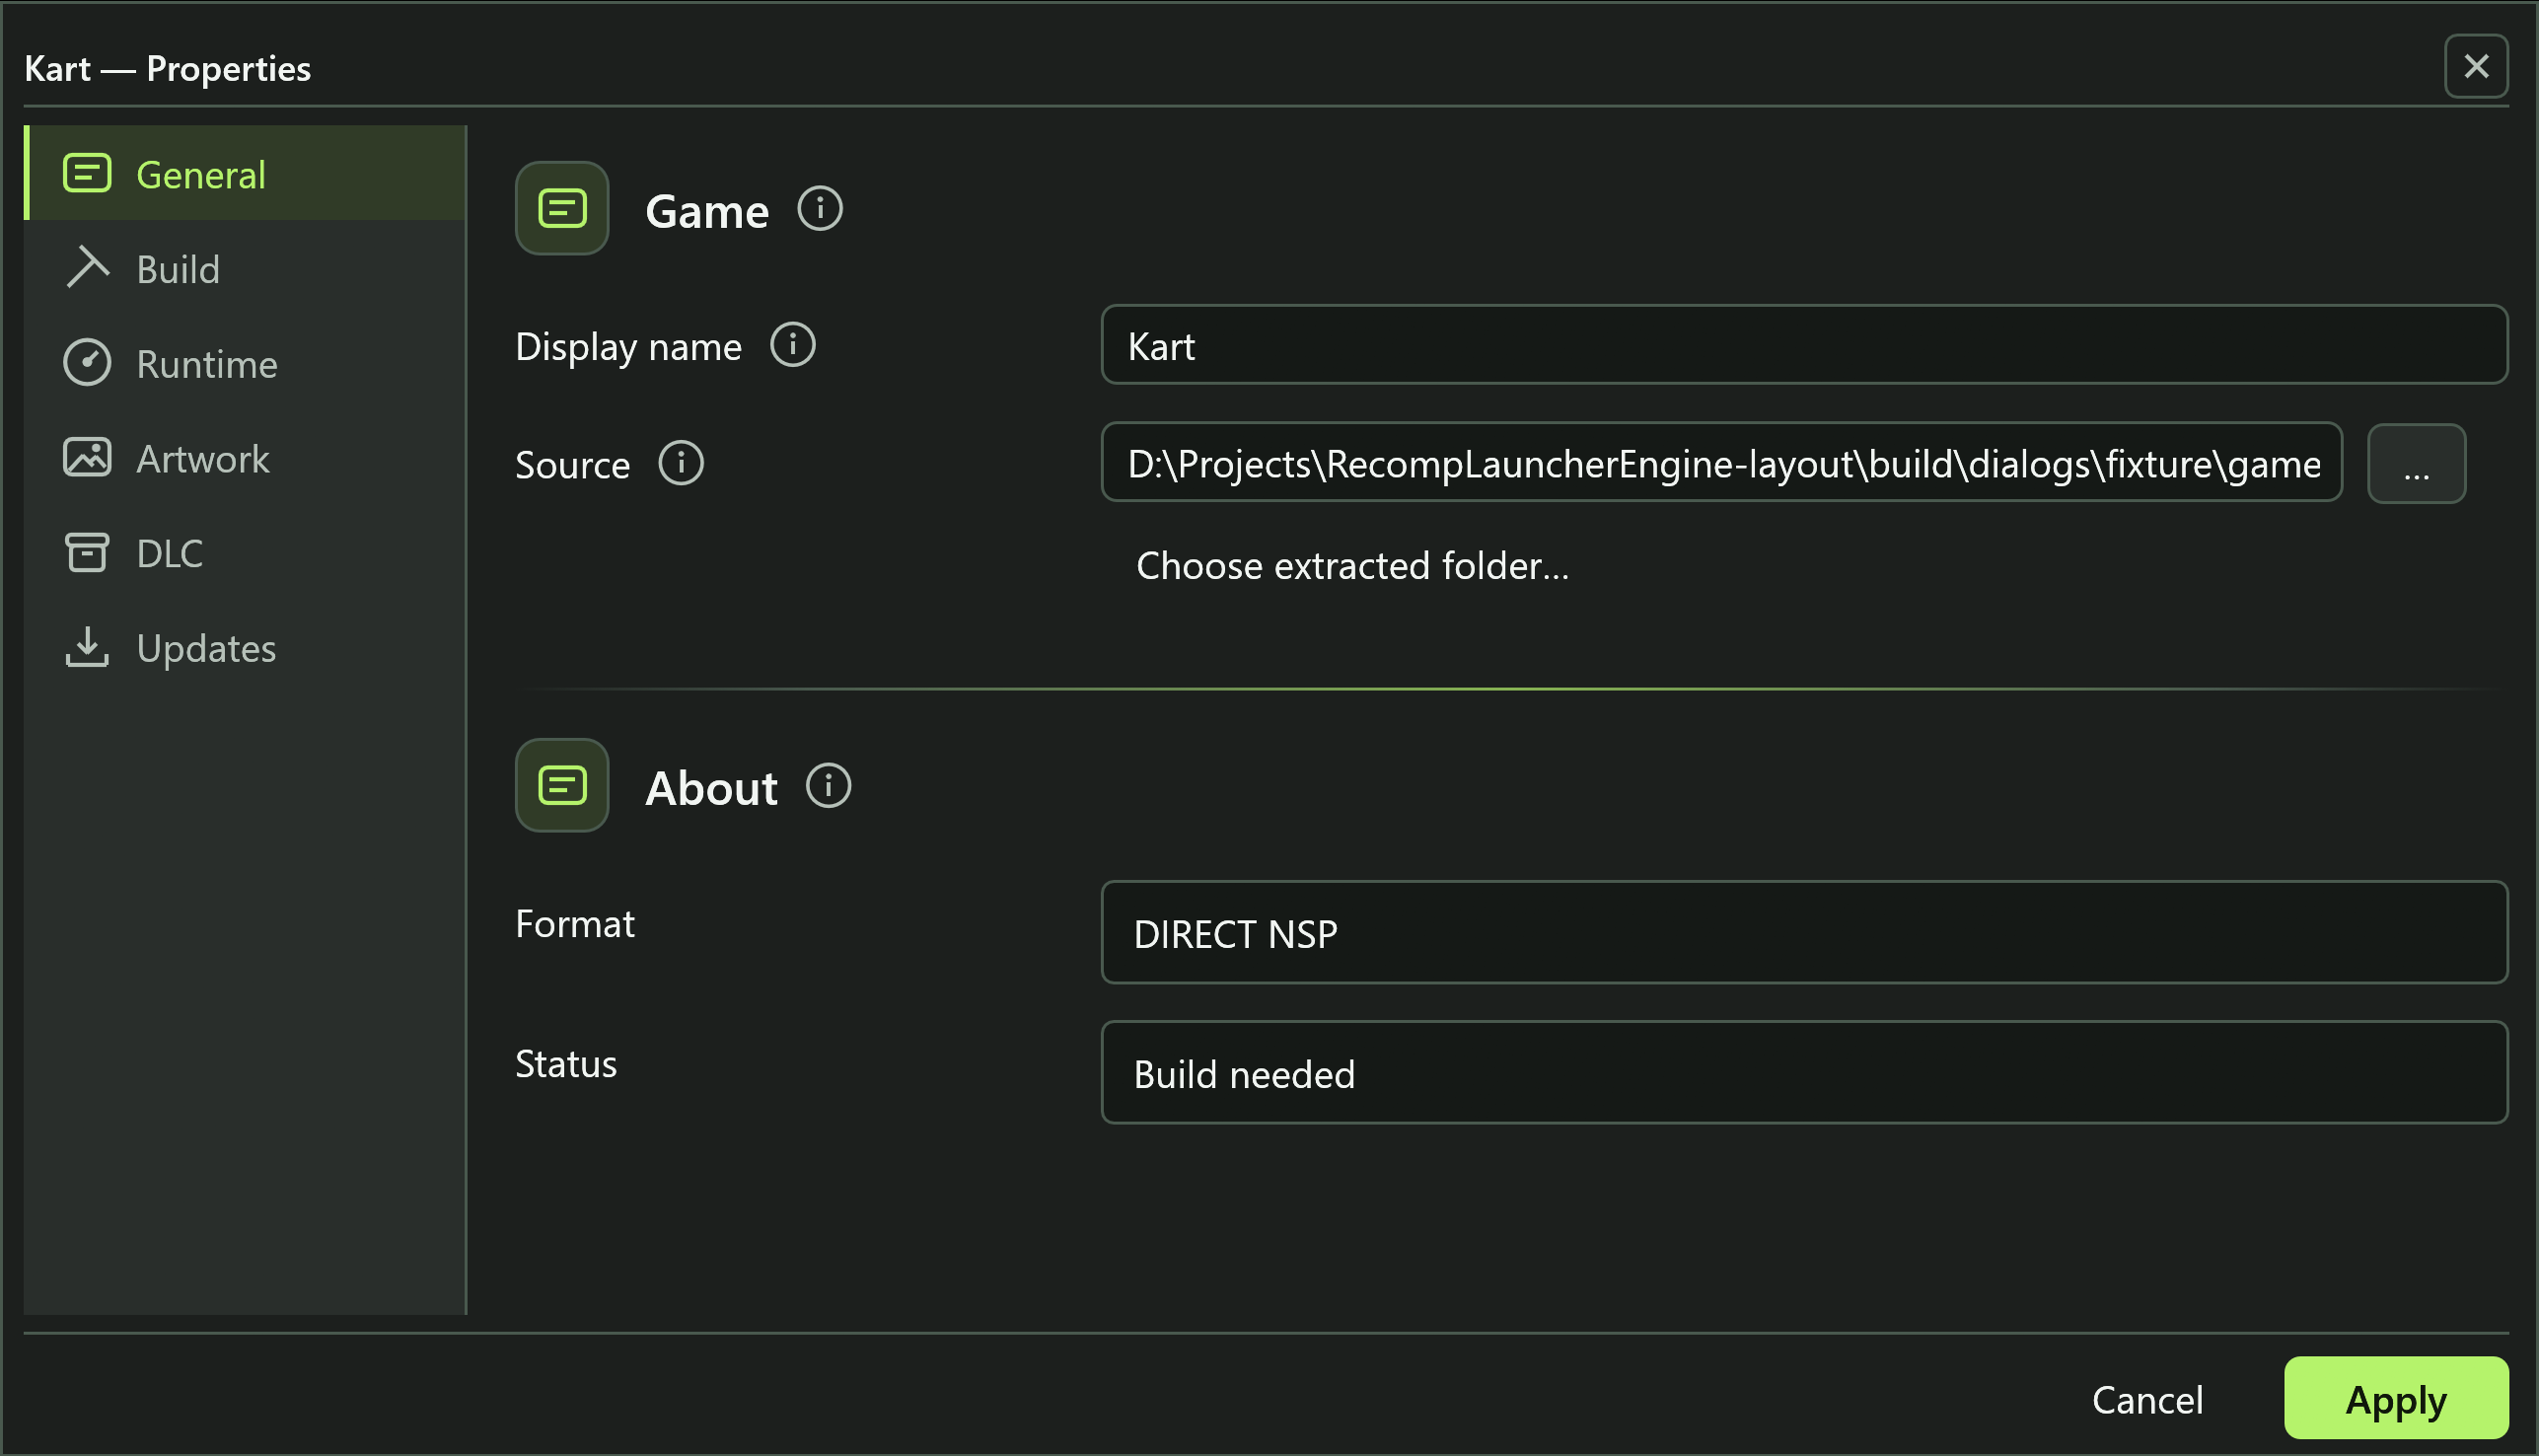 Kart — Properties
General
Build
Runtime
Artwork
DLC
Updates
Game
Display name
Kart
Source
D:\Projects\RecompLauncherEngine-layout\build\dialogs\fixture\game
...
Choose extracted folder...
About
Format
DIRECT NSP
Status
Build needed
Cancel
Apply